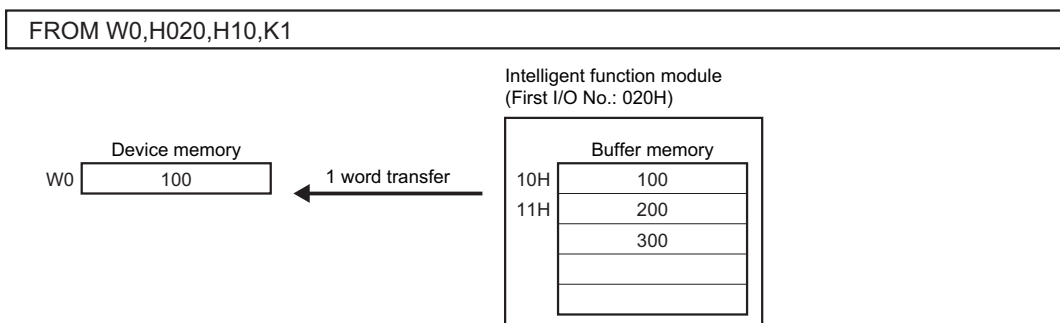 FROM W0,H020,H10,K1
Intelligent function module
(First I/O No.: 020H)
Device memory
Buffer memory
W0 100
1 word transfer
10H 100
11H 200
300